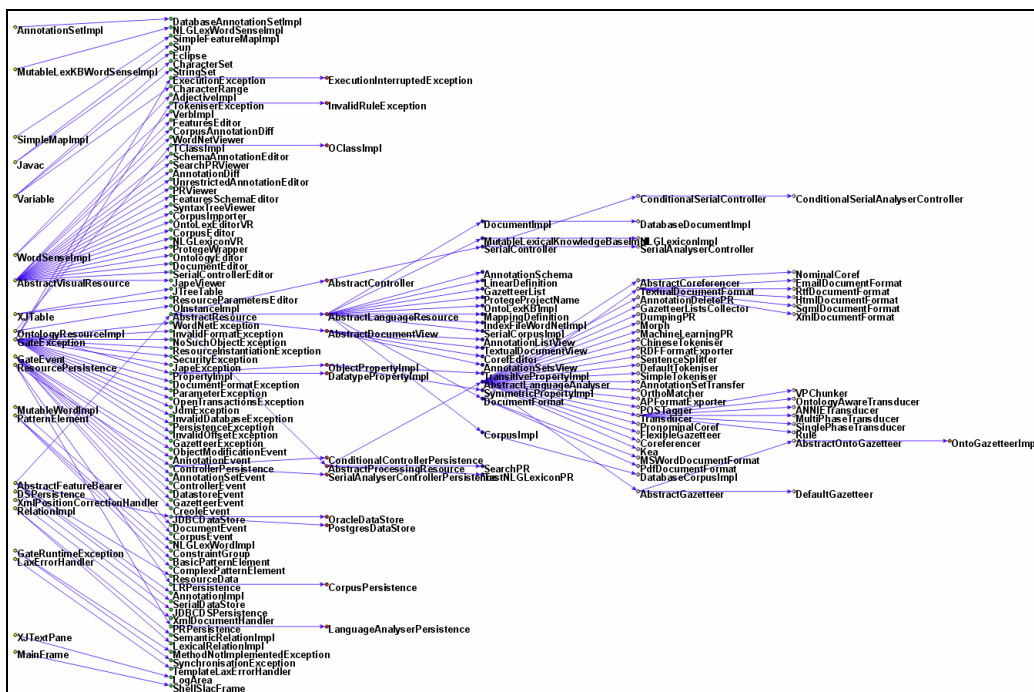 AnnotationSetImpl
MutableLexKBWordSenseImpl
SimpleMapImpl
Javac
Variable
WordSenseImpl
AbstractVisualResource
XJTable
OntologyResourceImpl
GateException
GateEvent
ResourcePersistence
MutableWordImpl
PatternElement
AbstractFeatureBearer
DSPersistence
XmlPositionCorrectionHandler
RelationImpl
GateRuntimeException
LaxErrorHandler
XJTextPane
MainFrame
DatabaseAnnotationSetImpl
NLGLexWordSenseImpl
SimpleFeatureMapImpl
Sun
Eclipse
CharacterSet
StringSet
ExecutionException
CharacterRange
AdjectiveImpl
TokeniserException
VerbImpl
FeaturesEditor
CorpusAnnotationDiff
WordNetViewer
TClassImpl
SchemaAnnotationEditor
SearchPRViewer
AnnotationDiff
UnrestrictedAnnotationEditor
PRViewer
FeaturesSchemaEditor
SyntaxTreeViewer
CorpusImporter
OntoLexEditorVR
CorpusEditor
NLGLexiconVR
ProtegeWrapper
OntologyEditor
DocumentEditor
SerialControllerEditor
JapeViewer
JTreeTable
ResourceParametersEditor
OInstanceImpl
AbstractResource
WordNetException
InvalidFormatException
NoSuchObjectException
ResourceInstantiationException
SecurityException
JapeException
PropertyImpl
DocumentFormatException
ParameterException
OpenTransactionsException
JdmException
InvalidDatabaseException
PersistenceException
InvalidOffsetException
GazetteerException
ObjectModificationEvent
AnnotationEvent
ControllerPersistence
AnnotationSetEvent
ControllerEvent
DatastoreEvent
GazetteerEvent
CreoleEvent
JDBCDataStore
DocumentEvent
CorpusEvent
NLGLexWordImpl
ConstraintGroup
BasicPatternElement
ComplexPatternElement
ResourceData
LRPersistence
AnnotationImpl
SerialDataStore
JDBCDSPersistence
XmlDocumentHandler
PRPersistence
SemanticRelationImpl
LexicalRelationImpl
MethodNotImplementedException
SynchronisationException
TemplateLaxErrorHandler
LogArea
ShellSlacFrame
ExecutionInterruptedException
InvalidRuleException
OClassImpl
AbstractController
AbstractLanguageResource
AbstractDocumentView
ObjectPropertyImpl
DatatypePropertyImpl
ConditionalControllerPersistence
AbstractProcessingResource
SerialAnalyserControllerPersistence
OracleDataStore
PostgresDataStore
CorpusPersistence
LanguageAnalyserPersistence
DocumentImpl
MutableLexicalKnowledgeBaseImpl
SerialController
AnnotationSchema
LinearDefinition
GazetteerList
ProtegeProjectName
OntoLexKBImpl
MappingDefinition
IndexFileWordNetImpl
SerialCorpusImpl
AnnotationListView
TextualDocumentView
CorefEditor
AnnotationSetsView
TransitivePropertyImpl
AbstractLanguageAnalyser
SymmetricPropertyImpl
DocumentFormat
CorpusImpl
SearchPR
TestNLGLexiconPR
ConditionalSerialController
DatabaseDocumentImpl
NLGLexiconImpl
SerialAnalyserController
AbstractCoreferencer
TextualDocumentFormat
AnnotationDeletePR
GazetteerListsCollector
DumpingPR
Morph
MachineLearningPR
ChineseTokeniser
RDFFormatExporter
SentenceSplitter
DefaultTokeniser
SimpleTokeniser
AnnotationSetTransfer
OrthoMatcher
APFormatExporter
POSTagger
Transducer
PronominalCoref
FlexibleGazetteer
Coreferencer
Kea
MSWordDocumentFormat
PdfDocumentFormat
DatabaseCorpusImpl
AbstractGazetteer
ConditionalSerialAnalyserController
NominalCoref
EmailDocumentFormat
RtfDocumentFormat
HtmlDocumentFormat
SgmlDocumentFormat
XmlDocumentFormat
VPChunker
OntologyAwareTransducer
ANNIETransducer
MultiPhaseTransducer
SinglePhaseTransducer
Rule
AbstractOntoGazetteer
DefaultGazetteer
OntoGazetteerImpl